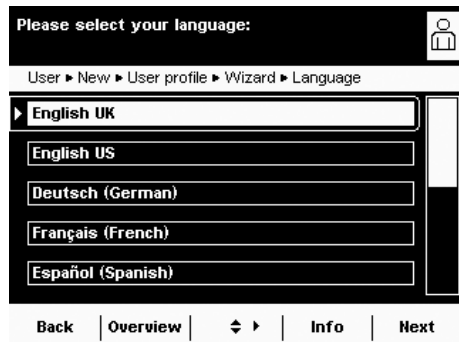 Please select your language:
User ▸ New ▸ User profile ▸ Wizard ▸ Language
English UK
English US
Deutsch (German)
Français (French)
Español (Spanish)
Back Overview Info Next